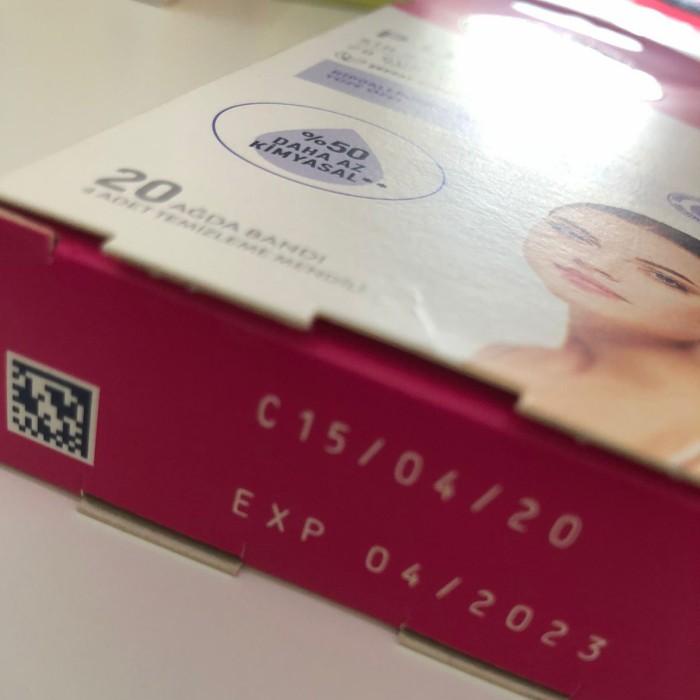 %50
DAHA AZ
KİMYASAL**
20 AĞDA BANDI
4 ADET TEMİZLEME MENDİLİ
C 15/04/20
EXP 04/2023